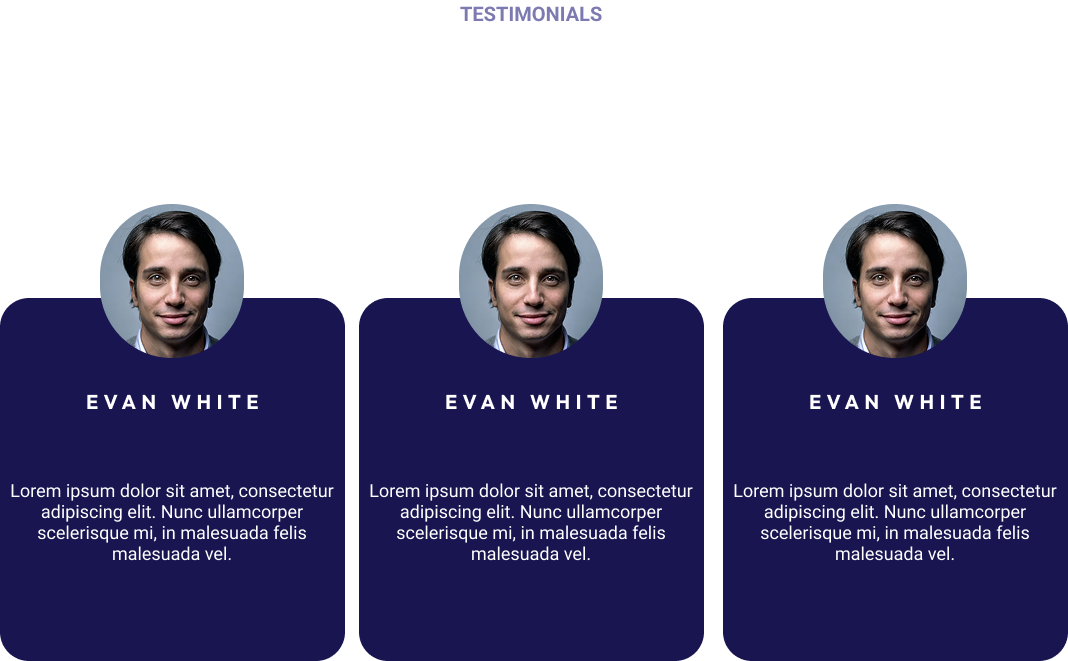 TESTIMONIALS
EVAN WHITE
Lorem ipsum dolor sit amet, consectetur
adipiscing elit. Nunc ullamcorper
scelerisque mi, in malesuada felis
malesuada vel.
EVAN WHITE
Lorem ipsum dolor sit amet, consectetur
adipiscing elit. Nunc ullamcorper
scelerisque mi, in malesuada felis
malesuada vel.
EVAN WHITE
Lorem ipsum dolor sit amet, consectetur
adipiscing elit. Nunc ullamcorper
scelerisque mi, in malesuada felis
malesuada vel.